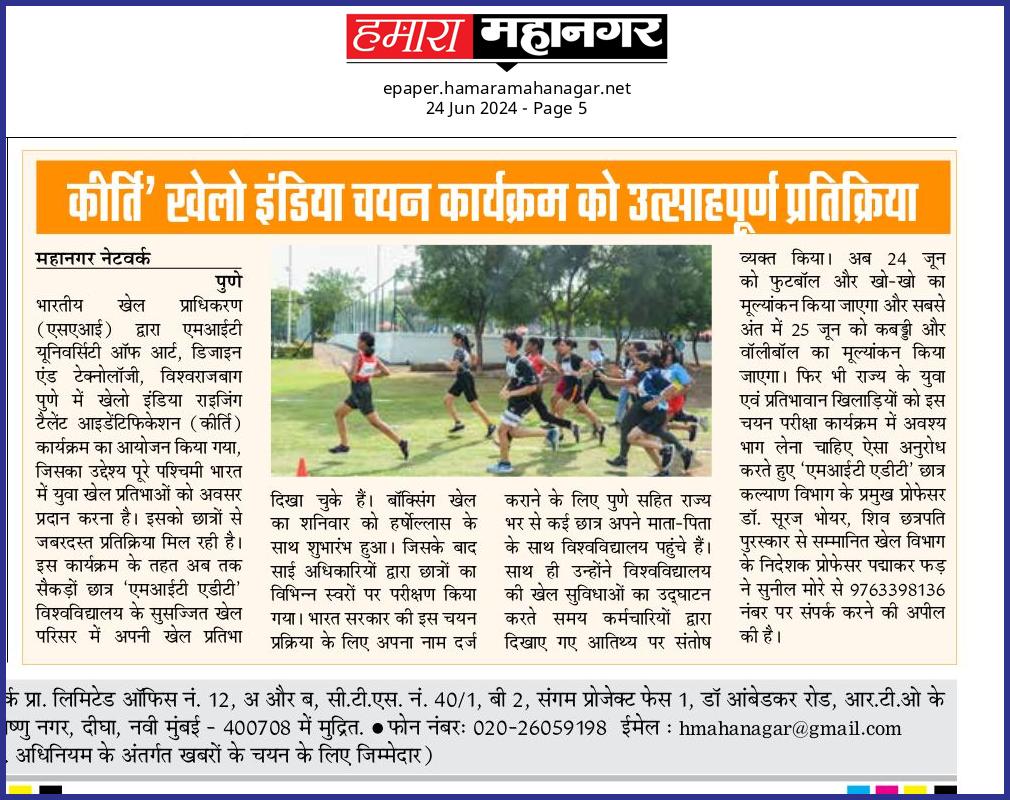 हमारा महानगर
epaper.hamaramahanagar.net
24 Jun 2024 - Page 5
कीर्ति’ खेलो इंडिया चयन कार्यक्रम को उत्साहपूर्ण प्रतिक्रिया
महानगर नेटवर्क
पुणे
भारतीय खेल प्राधिकरण
(एसएआई) द्वारा एमआईटी
यूनिवर्सिटी ऑफ आर्ट, डिजाइन
एंड टेक्नोलॉजी, विश्वराजबाग
पुणे में खेलो इंडिया राइजिंग
टैलेंट आइडेंटिफिकेशन (कीर्ति)
कार्यक्रम का आयोजन किया गया,
जिसका उद्देश्य पूरे पश्चिमी भारत
में युवा खेल प्रतिभाओं को अवसर
प्रदान करना है। इसको छात्रों से
जबरदस्त प्रतिक्रिया मिल रही है।
इस कार्यक्रम के तहत अब तक
सैकड़ों छात्र ‘एमआईटी एडीटी’
विश्वविद्यालय के सुसज्जित खेल
परिसर में अपनी खेल प्रतिभा
दिखा चुके हैं। बॉक्सिंग खेल
का शनिवार को हर्षोल्लास के
साथ शुभारंभ हुआ। जिसके बाद
साई अधिकारियों द्वारा छात्रों का
विभिन्न स्वरों पर परीक्षण किया
गया। भारत सरकार की इस चयन
प्रक्रिया के लिए अपना नाम दर्ज
कराने के लिए पुणे सहित राज्य
भर से कई छात्र अपने माता-पिता
के साथ विश्वविद्यालय पहुंचे हैं।
साथ ही उन्होंने विश्वविद्यालय
की खेल सुविधाओं का उद्घाटन
करते समय कर्मचारियों द्वारा
दिखाए गए आतिथ्य पर संतोष
व्यक्त किया। अब 24 जून
को फुटबॉल और खो-खो का
मूल्यांकन किया जाएगा और सबसे
अंत में 25 जून को कबड्डी और
वॉलीबॉल का मूल्यांकन किया
जाएगा। फिर भी राज्य के युवा
एवं प्रतिभावान खिलाड़ियों को इस
चयन परीक्षा कार्यक्रम में अवश्य
भाग लेना चाहिए ऐसा अनुरोध
करते हुए ‘एमआईटी एडीटी’ छात्र
कल्याण विभाग के प्रमुख प्रोफेसर
डॉ. सूरज भोयर, शिव छत्रपति
पुरस्कार से सम्मानित खेल विभाग
के निदेशक प्रोफेसर पद्माकर फड़
ने सुनील मोरे से 9763398136
नंबर पर संपर्क करने की अपील
की है।
र्क प्रा. लिमिटेड ऑफिस नं. 12, अ और ब, सी.टी.एस. नं. 40/1, बी 2, संगम प्रोजेक्ट फेस 1, डॉ आंबेडकर रोड, आर.टी.ओ के
ष्णु नगर, दीघा, नवी मुंबई - 400708 में मुद्रित. ● फोन नंबर: 020-26059198 ईमेल : hmahanagar@gmail.com
. अधिनियम के अंतर्गत खबरों के चयन के लिए जिम्मेदार)